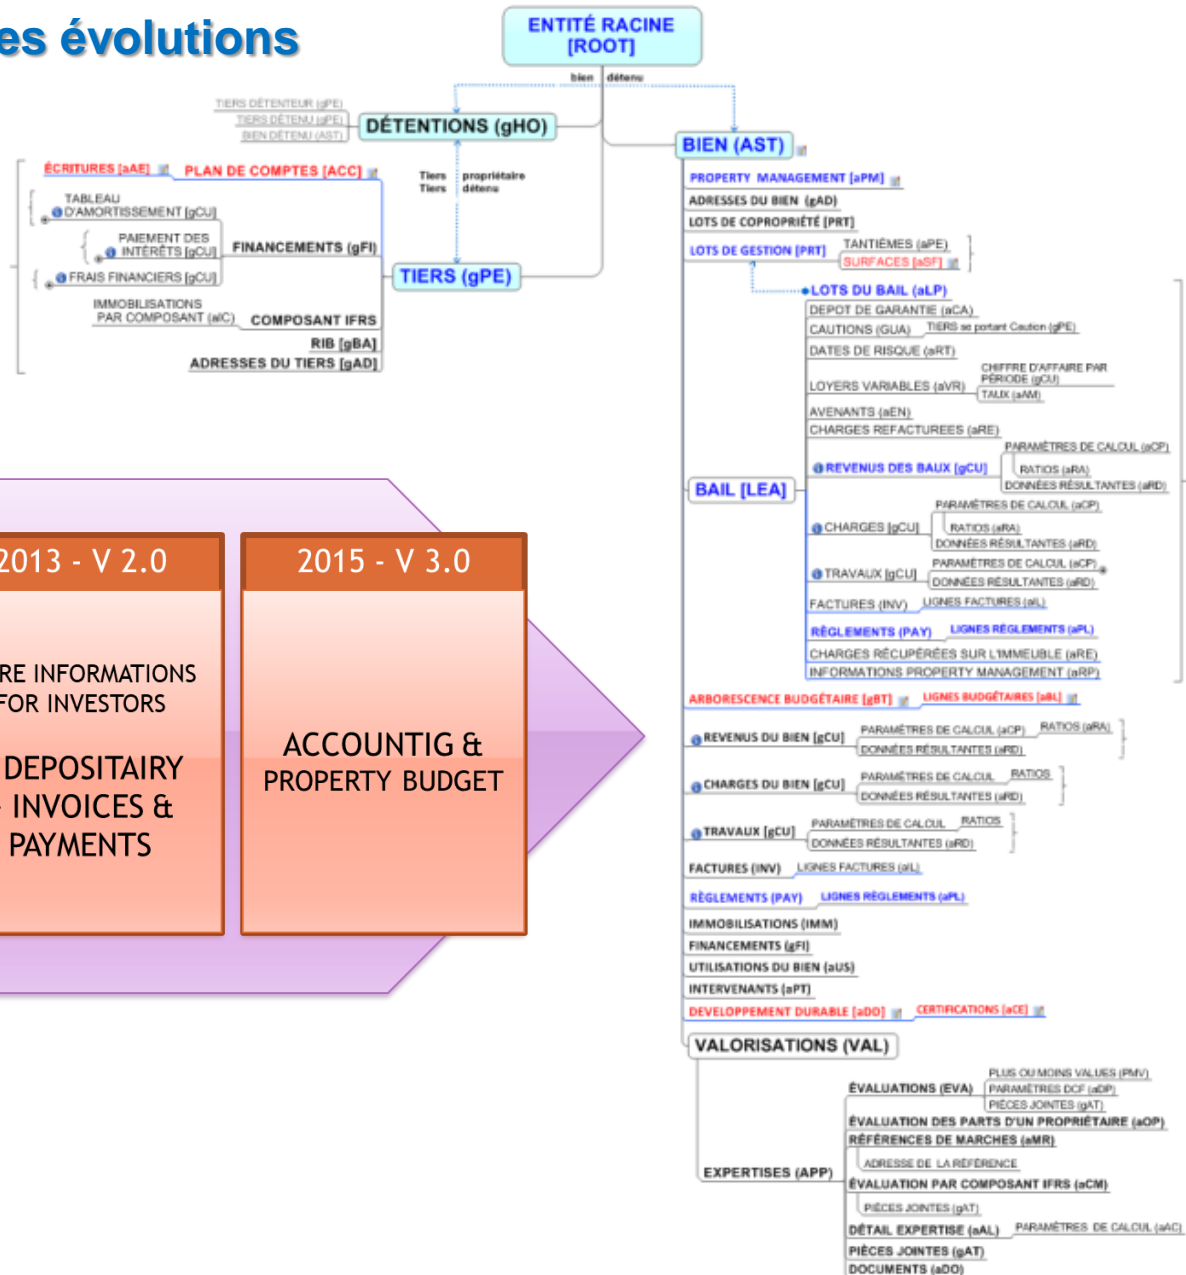 es évolutions
ENTITÉ RACINE
[ROOT]
bien détenu
TIERS DÉTENTEUR (gPE)
TIERS DÉTENU (gPE)
BIEN DÉTENU (AST)
DÉTENTIONS (gHO)
BIEN (AST)
ÉCRITURES [aAE]
PLAN DE COMPTES [ACC]
Tiers propriétaire
Tiers détenu
TABLEAU
D'AMORTISSEMENT [gCU]
PAIEMENT DES
INTÉRÊTS [gCU]
FRAIS FINANCIERS [gCU]
FINANCEMENTS (gFI)
TIERS (gPE)
IMMOBILISATIONS
PAR COMPOSANT (aIC)
COMPOSANT IFRS
RIB [gBA]
ADRESSES DU TIERS [gAD]
PROPERTY MANAGEMENT [aPM]
ADRESSES DU BIEN (gAD)
LOTS DE COPROPRIÉTÉ [PRT]
LOTS DE GESTION [PRT]
TANTIÈMES (aPE)
SURFACES [aSF]
LOTS DU BAIL (aLP)
DEPOT DE GARANTIE (aCA)
CAUTIONS (GUA)
TIERS se portant Caution (gPE)
DATES DE RISQUE (aRT)
LOYERS VARIABLES (aVR)
CHIFFRE D'AFFAIRE PAR
PÉRIODE (gCU)
TAUX (aAM)
AVENANTS (aEN)
CHARGES REFACTUREES (aRE)
BAIL [LEA]
REVENUS DES BAUX [gCU]
PARAMÈTRES DE CALCUL (aCP)
RATIOS (aRA)
DONNÉES RÉSULTANTES (aRD)
CHARGES [gCU]
PARAMÈTRES DE CALCUL (aCP)
RATIOS (aRA)
DONNÉES RÉSULTANTES (aRD)
TRAVAUX [gCU]
PARAMÈTRES DE CALCUL (aCP)
DONNÉES RÉSULTANTES (aRD)
FACTURES (INV)
LIGNES FACTURES (aIL)
RÈGLEMENTS (PAY)
LIGNES RÈGLEMENTS (aPL)
CHARGES RÉCUPÉRÉES SUR L'IMMEUBLE (aRE)
INFORMATIONS PROPERTY MANAGEMENT (aRP)
ARBORESCENCE BUDGÉTAIRE [gBT]
LIGNES BUDGÉTAIRES [aBL]
REVENUS DU BIEN [gCU]
PARAMÈTRES DE CALCUL (aCP)
RATIOS (aRA)
DONNÉES RÉSULTANTES (aRD)
CHARGES DU BIEN [gCU]
PARAMÈTRES DE CALCUL
RATIOS
DONNÉES RÉSULTANTES (aRD)
TRAVAUX [gCU]
PARAMÈTRES DE CALCUL
RATIOS
DONNÉES RÉSULTANTES (aRD)
FACTURES (INV)
LIGNES FACTURES (aIL)
RÈGLEMENTS (PAY)
LIGNES RÈGLEMENTS (aPL)
IMMOBILISATIONS (IMM)
FINANCEMENTS (gFI)
UTILISATIONS DU BIEN (aUS)
INTERVENANTS (aPT)
DEVELOPPEMENT DURABLE [aDO]
CERTIFICATIONS [aCE]
VALORISATIONS (VAL)
EXPERTISES (APP)
ÉVALUATIONS (EVA)
PLUS OU MOINS VALUES (PMV)
PARAMÈTRES DCF (aDP)
PIÈCES JOINTES (gAT)
ÉVALUATION DES PARTS D'UN PROPRIÉTAIRE (aOP)
RÉFÉRENCES DE MARCHES (aMR)
ADRESSE DE LA RÉFÉRENCE
ÉVALUATION PAR COMPOSANT IFRS (aCM)
PIÈCES JOINTES (gAT)
DÉTAIL EXPERTISE (aAL)
PARAMÈTRES DE CALCUL (aAC)
PIÈCES JOINTES (gAT)
DOCUMENTS (aDO)
2013 - V 2.0
RE INFORMATIONS
FOR INVESTORS
DEPOSITAIRY
INVOICES &
PAYMENTS
2015 - V 3.0
ACCOUNTIG &
PROPERTY BUDGET